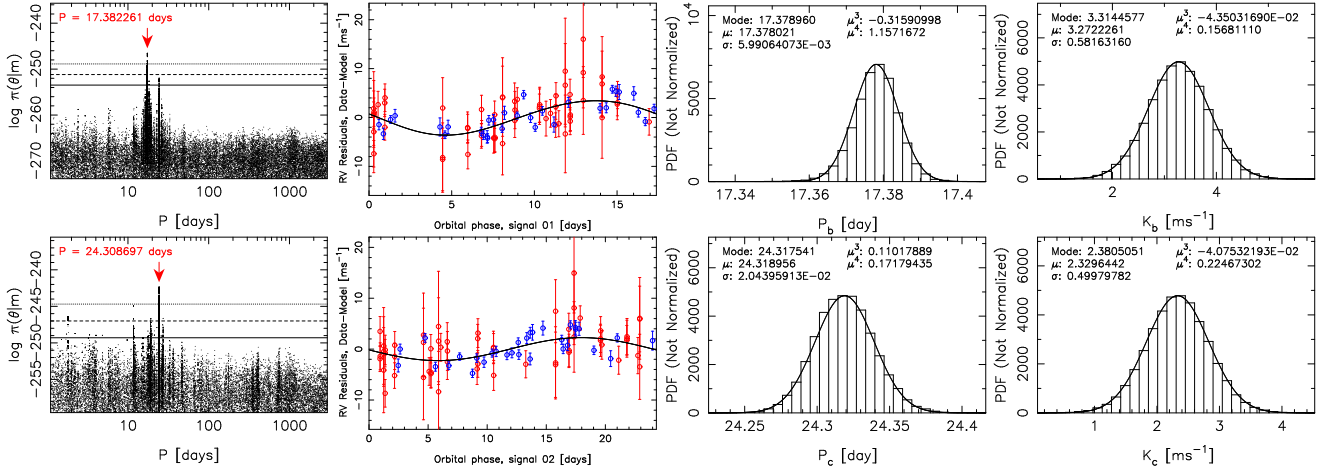 P = 17.382261 days
log π(θ|m)
−240
−250
−260
−270
10
100
1000
P [days]
RV Residuals, Data-Model [ms⁻¹]
20
10
0
−10
0
5
10
15
Orbital phase, signal 01 [days]
Mode: 17.378960
μ: 17.378021
σ: 5.99064073E−03
μ³: −0.31590998
μ⁴: 1.1571672
PDF (Not Normalized)
0
5000
10⁴
17.34
17.36
17.38
17.4
P_b [day]
Mode: 3.3144577
μ: 3.2722261
σ: 0.58163160
μ³: −4.35031690E−02
μ⁴: 0.15681110
PDF (Not Normalized)
0
2000
4000
6000
2
4
K_b [ms⁻¹]
P = 24.308697 days
log π(θ|m)
−240
−245
−250
−255
10
100
1000
P [days]
RV Residuals, Data-Model [ms⁻¹]
20
10
0
−10
0
5
10
15
20
Orbital phase, signal 02 [days]
Mode: 24.317541
μ: 24.318956
σ: 2.04395913E−02
μ³: 0.11017889
μ⁴: 0.17179435
PDF (Not Normalized)
0
2000
4000
6000
24.25
24.3
24.35
24.4
P_c [day]
Mode: 2.3805051
μ: 2.3296442
σ: 0.49979782
μ³: −4.07532193E−02
μ⁴: 0.22467302
PDF (Not Normalized)
0
2000
4000
6000
0
1
2
3
4
K_c [ms⁻¹]